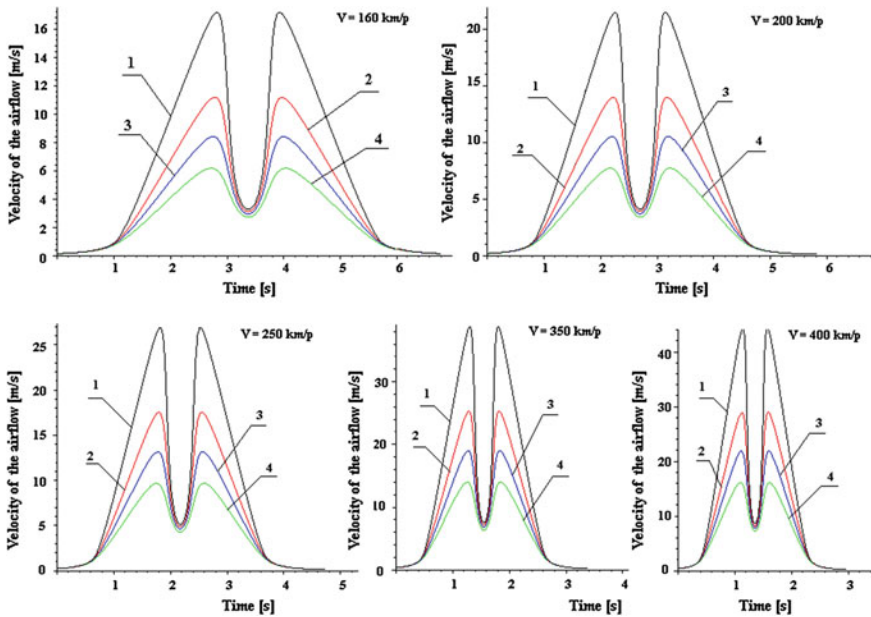 V = 160 km/p
Velocity of the airflow [m/s]
16
14
12
10
8
6
4
2
0
1
2
3
4
1 2 3 4 5 6
Time [s]
V = 200 km/p
Velocity of the airflow [m/s]
20
15
10
5
0
1
3
2
4
1 2 3 4 5 6
Time [s]
V = 250 km/p
Velocity of the airflow [m/s]
25
20
15
10
5
0
1
3
2
4
1 2 3 4 5
Time [s]
V = 350 km/p
Velocity of the airflow [m/s]
30
20
10
0
1
3
2
4
1 2 3 4
Time [s]
V = 400 km/p
Velocity of the airflow [m/s]
40
30
20
10
0
1
3
2
4
1 2 3
Time [s]